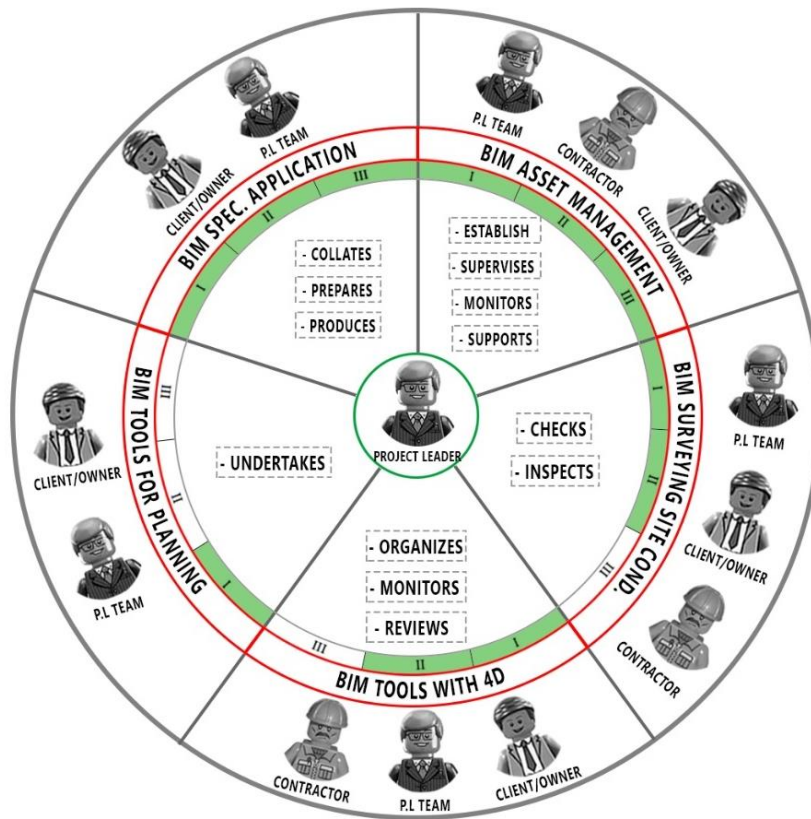 P.L TEAM
CLIENT/OWNER
BIM SPEC. APPLICATION
I
II
III
- COLLATES
- PREPARES
- PRODUCES
P.L TEAM
CONTRACTOR
CLIENT/OWNER
BIM ASSET MANAGEMENT
I
II
III
- ESTABLISH
- SUPERVISES
- MONITORS
- SUPPORTS
P.L TEAM
CLIENT/OWNER
CONTRACTOR
BIM SURVEYING SITE COND.
I
II
III
- CHECKS
- INSPECTS
PROJECT LEADER
CLIENT/OWNER
P.L TEAM
BIM TOOLS FOR PLANNING
III
II
I
- UNDERTAKES
- ORGANIZES
- MONITORS
- REVIEWS
III
II
I
BIM TOOLS WITH 4D
CONTRACTOR
P.L TEAM
CLIENT/OWNER